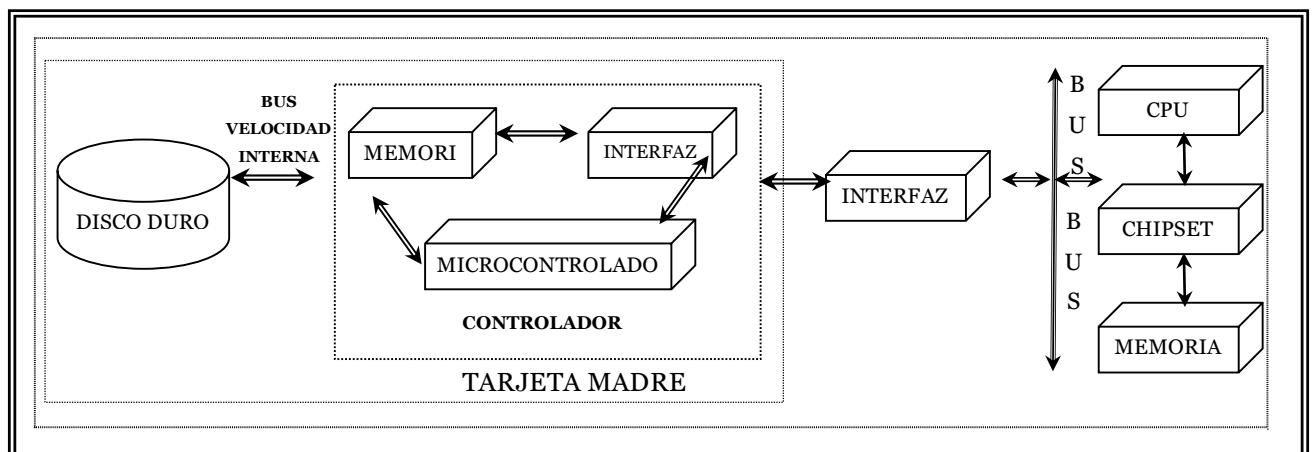 BUS
VELOCIDAD
INTERNA
DISCO DURO
MEMORI
INTERFAZ
MICROCONTROLADO
CONTROLADOR
TARJETA MADRE
INTERFAZ
B
U
S
B
U
S
CPU
CHIPSET
MEMORIA